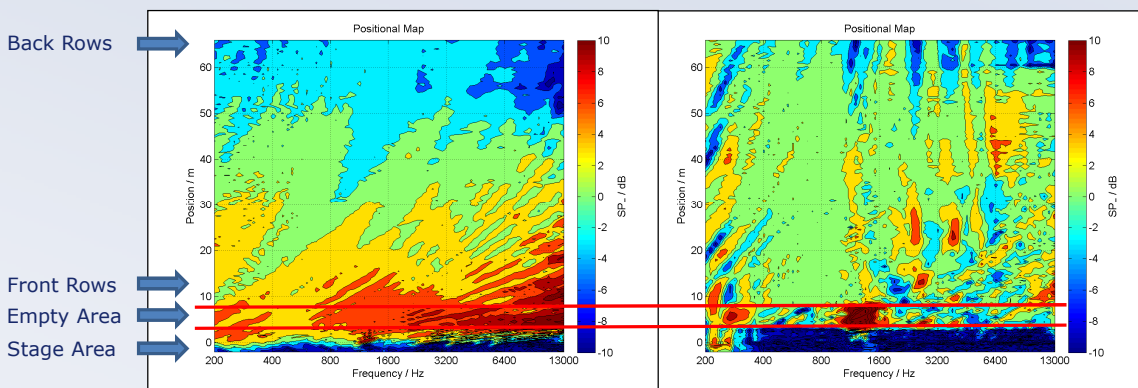 Back Rows
Front Rows
Empty Area
Stage Area
Positional Map
Position / m
60
50
40
30
20
10
0
200 400 800 1600 3200 6400 13000
Frequency / Hz
10
8
6
4
2
0
-2
-4
-6
-8
-10
SP_ / dB
Positional Map
Position / m
60
50
40
30
20
10
0
200 400 800 1600 3200 6400 13000
Frequency / Hz
10
8
6
4
2
0
-2
-4
-6
-8
-10
SP_ / dB